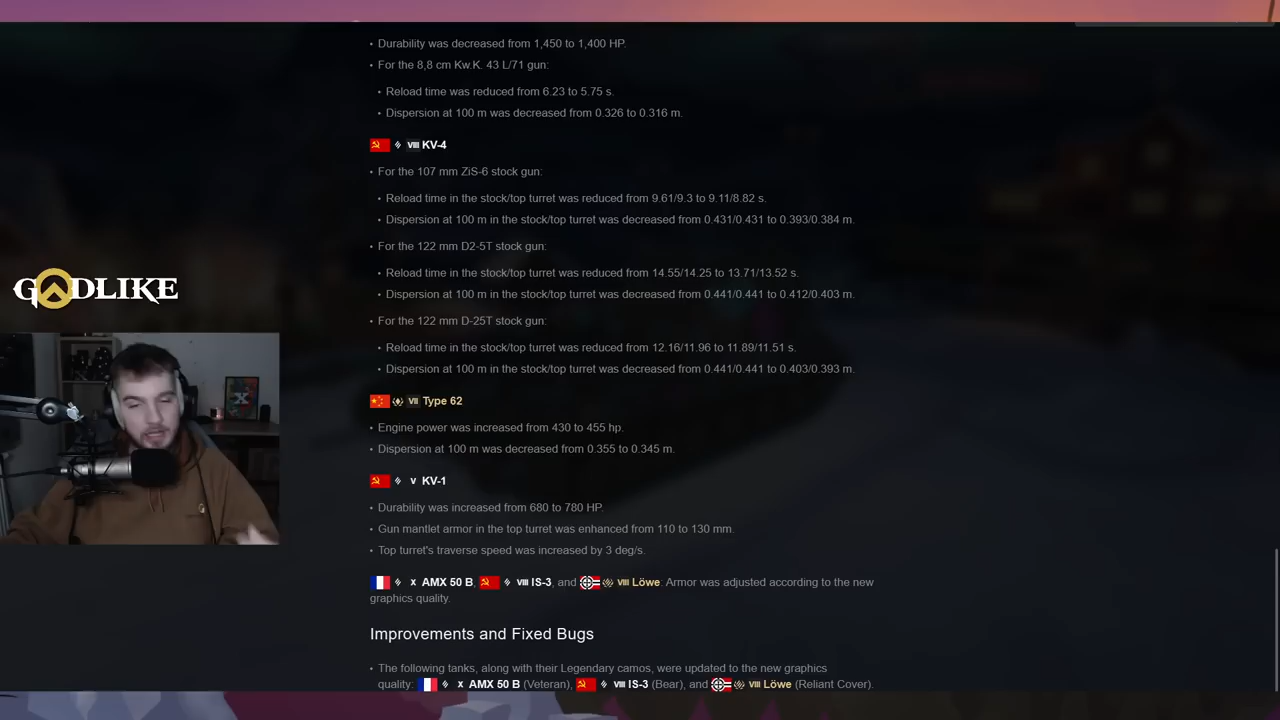 • Durability was decreased from 1,450 to 1,400 HP.
• For the 8,8 cm Kw.K. 43 L/71 gun:
• Reload time was reduced from 6.23 to 5.75 s.
• Dispersion at 100 m was decreased from 0.326 to 0.316 m.
VIII KV-4
• For the 107 mm ZiS-6 stock gun:
• Reload time in the stock/top turret was reduced from 9.61/9.3 to 9.11/8.82 s.
• Dispersion at 100 m in the stock/top turret was decreased from 0.431/0.431 to 0.393/0.384 m.
• For the 122 mm D2-5T stock gun:
• Reload time in the stock/top turret was reduced from 14.55/14.25 to 13.71/13.52 s.
• Dispersion at 100 m in the stock/top turret was decreased from 0.441/0.441 to 0.412/0.403 m.
GODLIKE
• For the 122 mm D-25T stock gun:
• Reload time in the stock/top turret was reduced from 12.16/11.96 to 11.89/11.51 s.
• Dispersion at 100 m in the stock/top turret was decreased from 0.441/0.441 to 0.403/0.393 m.
VII Type 62
• Engine power was increased from 430 to 455 hp.
• Dispersion at 100 m was decreased from 0.355 to 0.345 m.
V KV-1
• Durability was increased from 680 to 780 HP.
• Gun mantlet armor in the top turret was enhanced from 110 to 130 mm.
• Top turret's traverse speed was increased by 3 deg/s.
X AMX 50 B, VIII IS-3, and VIII Löwe: Armor was adjusted according to the new
graphics quality.
Improvements and Fixed Bugs
• The following tanks, along with their Legendary camos, were updated to the new graphics
quality: X AMX 50 B (Veteran), VIII IS-3 (Bear), and VIII Löwe (Reliant Cover).